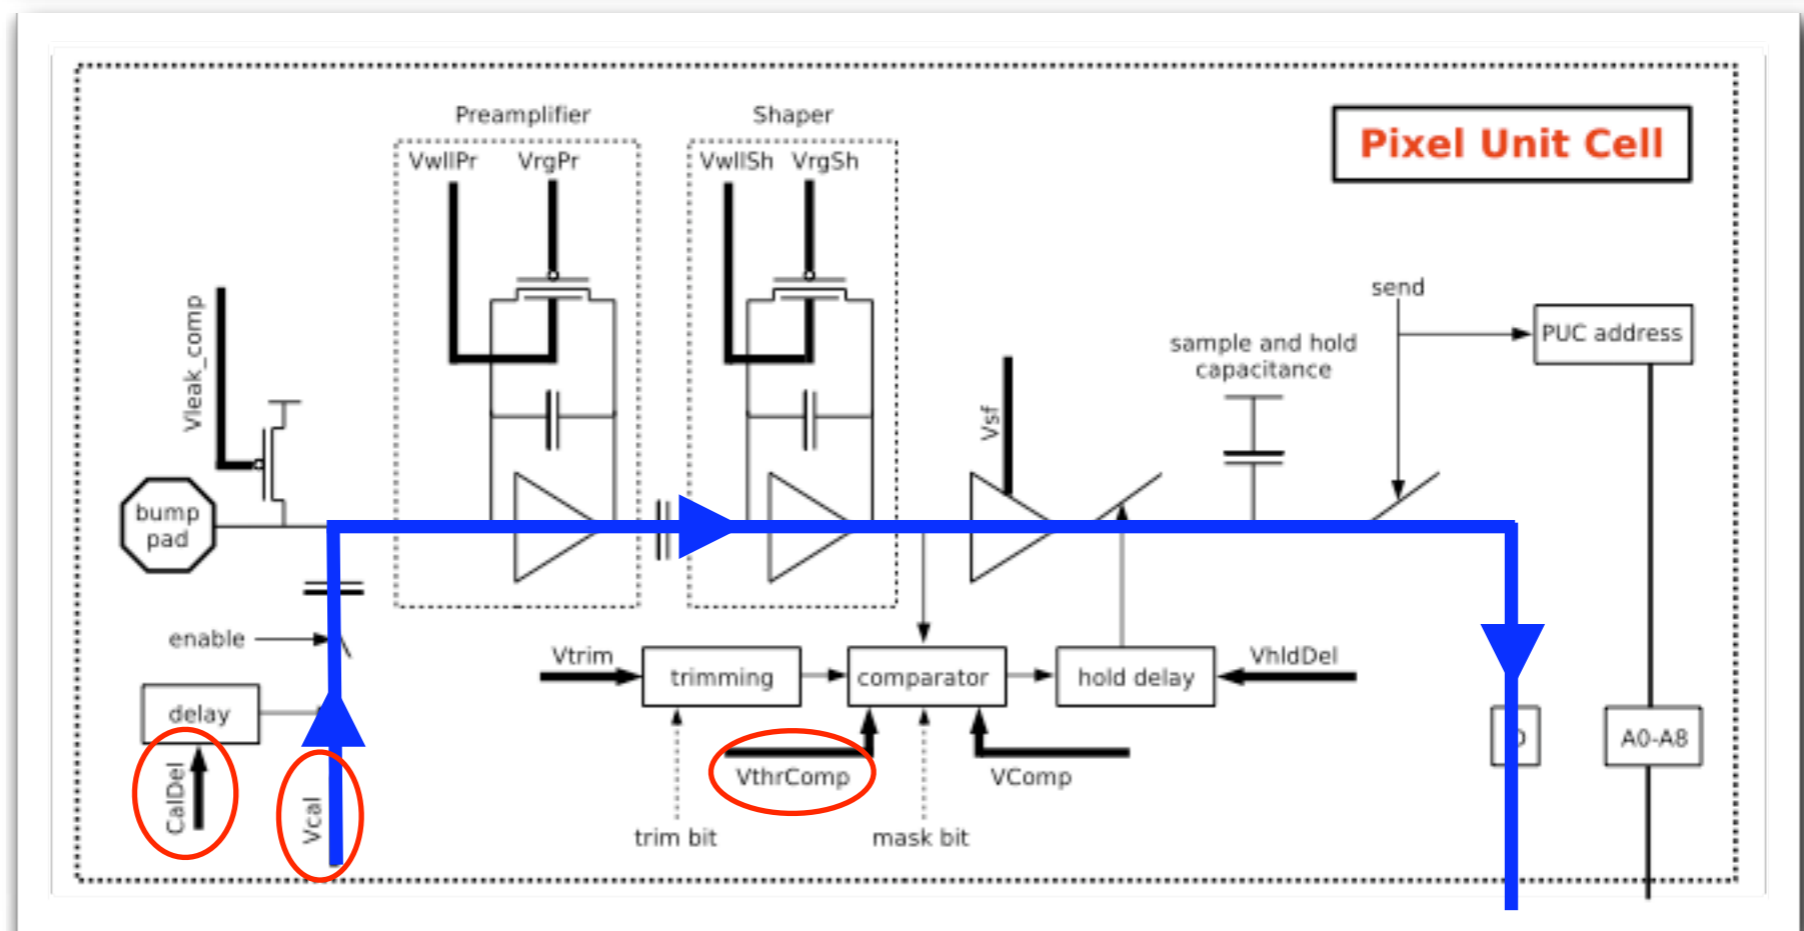 Preamplifier
Shaper
VwllPr VrgPr
VwllSh VrgSh
Pixel Unit Cell
Vleak_comp
send
PUC address
sample and hold
capacitance
Vsf
bump
pad
enable
delay
CalDel
Vcal
Vtrim
trimming
comparator
hold delay
VhldDel
VthrComp
VComp
trim bit
mask bit
A0-A8